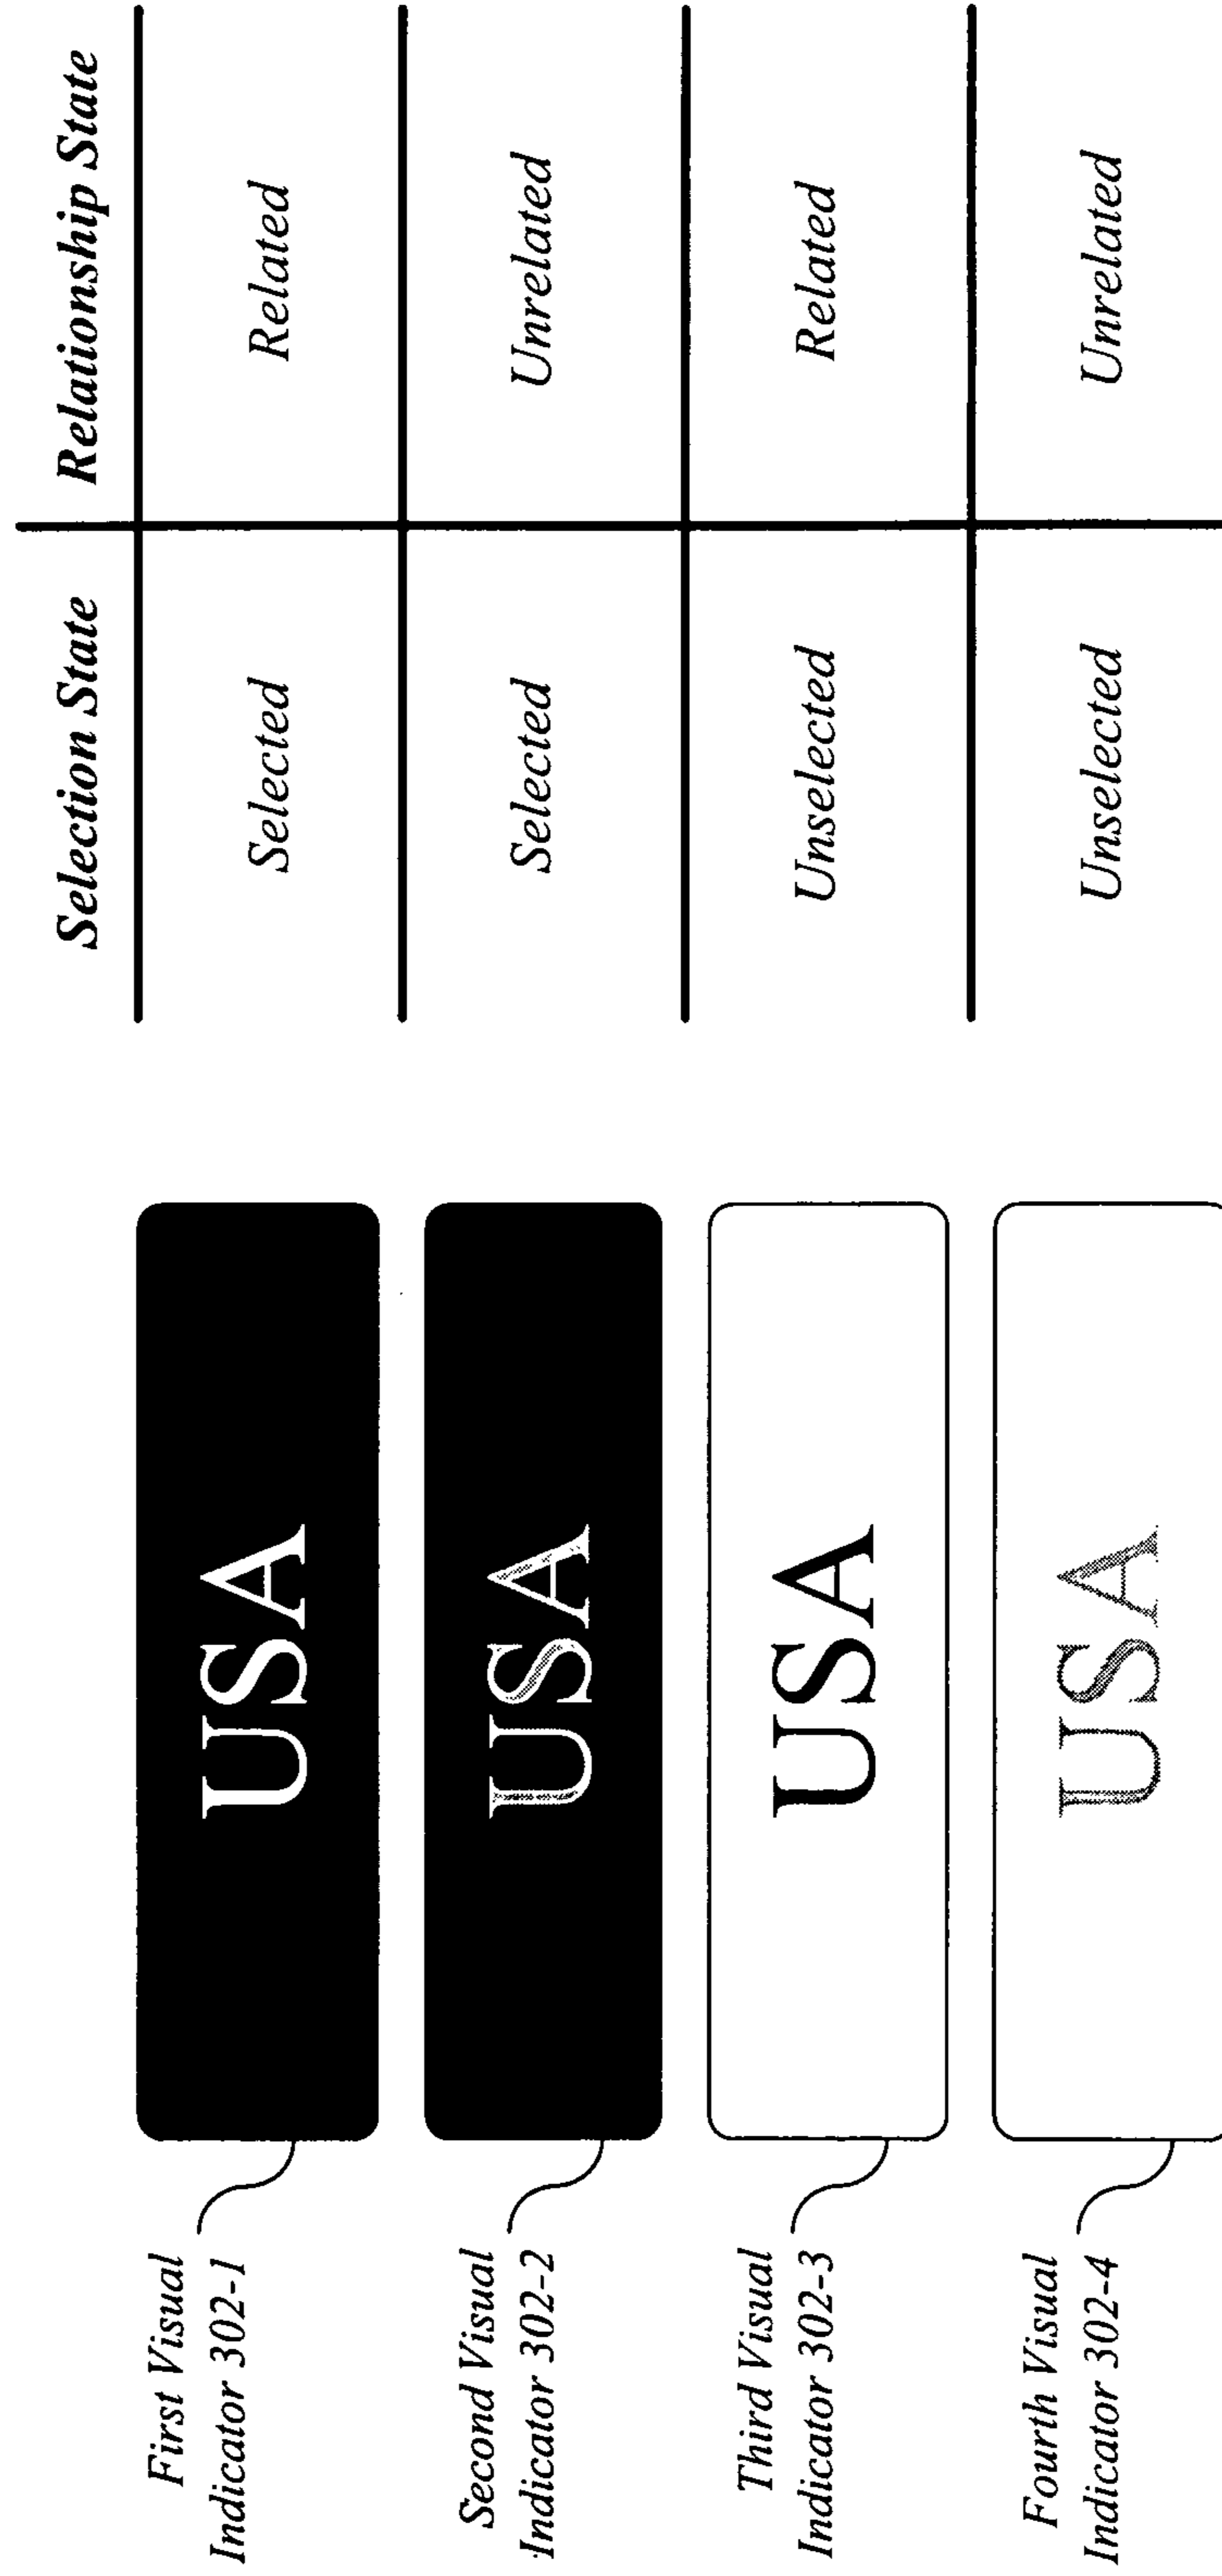 Selection State Relationship State
First Visual
Indicator 302-1
USA
Selected Related
Second Visual
Indicator 302-2
USA
Selected Unrelated
Third Visual
Indicator 302-3
USA
Unselected Related
Fourth Visual
Indicator 302-4
USA
Unselected Unrelated